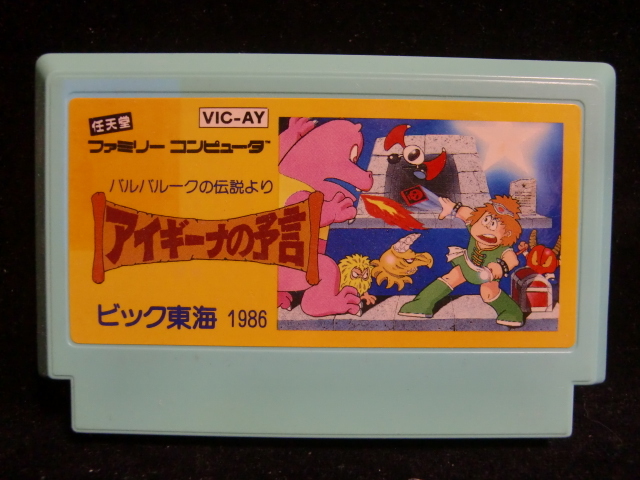 任天堂
VIC-AY
ファミリー コンピュータ™
バルバルークの伝説より
アイギーナの予言
ビック東海 1986